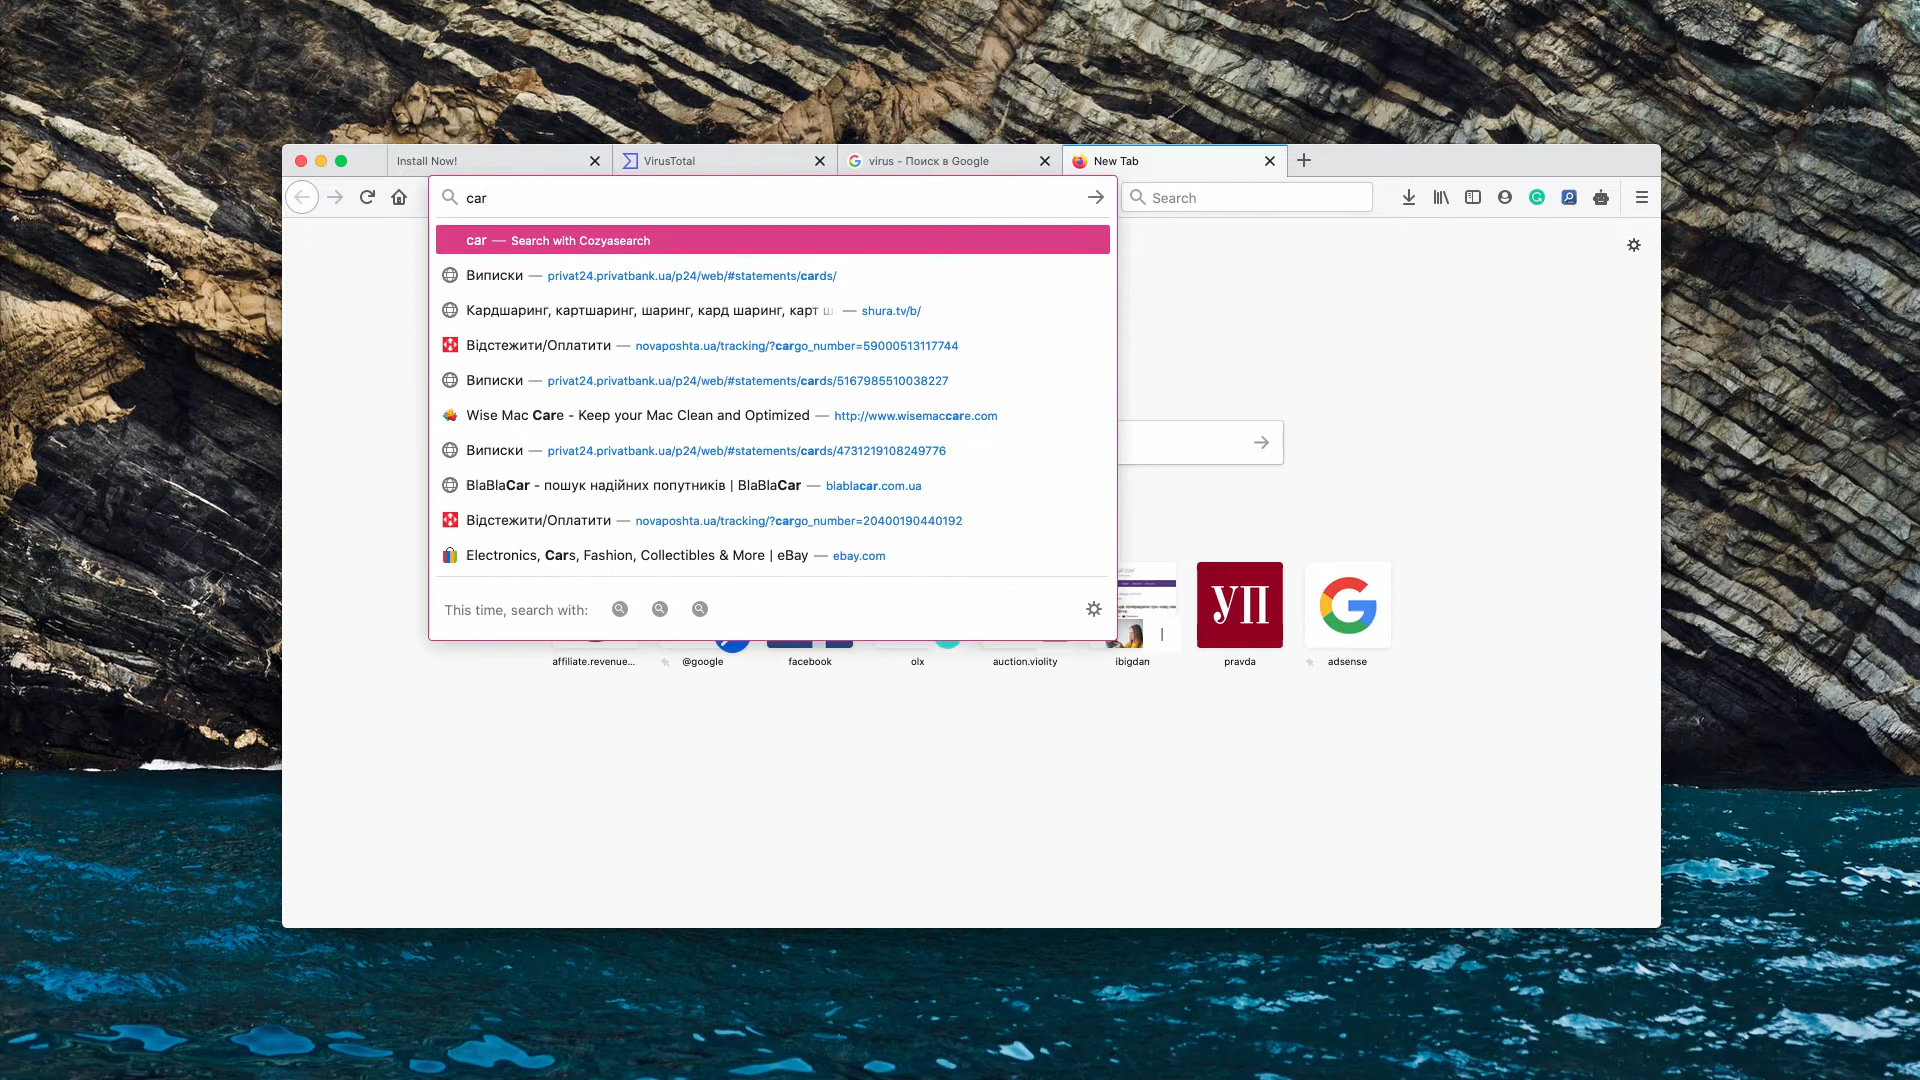 Install Now!
VirusTotal
virus - Поиск в Google
New Tab
car
Search
car — Search with Cozyasearch
Виписки — privat24.privatbank.ua/p24/web/#statements/cards/
Кардшаринг, картшаринг, шаринг, кард шаринг, карт ш — shura.tv/b/
Відстежити/Оплатити — novaposhta.ua/tracking/?cargo_number=59000513117744
Виписки — privat24.privatbank.ua/p24/web/#statements/cards/5167985510038227
Wise Mac Care - Keep your Mac Clean and Optimized — http://www.wisemaccare.com
Виписки — privat24.privatbank.ua/p24/web/#statements/cards/4731219108249776
BlaBlaCar - пошук надійних попутників | BlaBlaCar — blablacar.com.ua
Відстежити/Оплатити — novaposhta.ua/tracking/?cargo_number=20400190440192
Electronics, Cars, Fashion, Collectibles & More | eBay — ebay.com
This time, search with:
УП
affiliate.revenue...
@google
facebook
olx
auction.violity
ibigdan
pravda
adsense